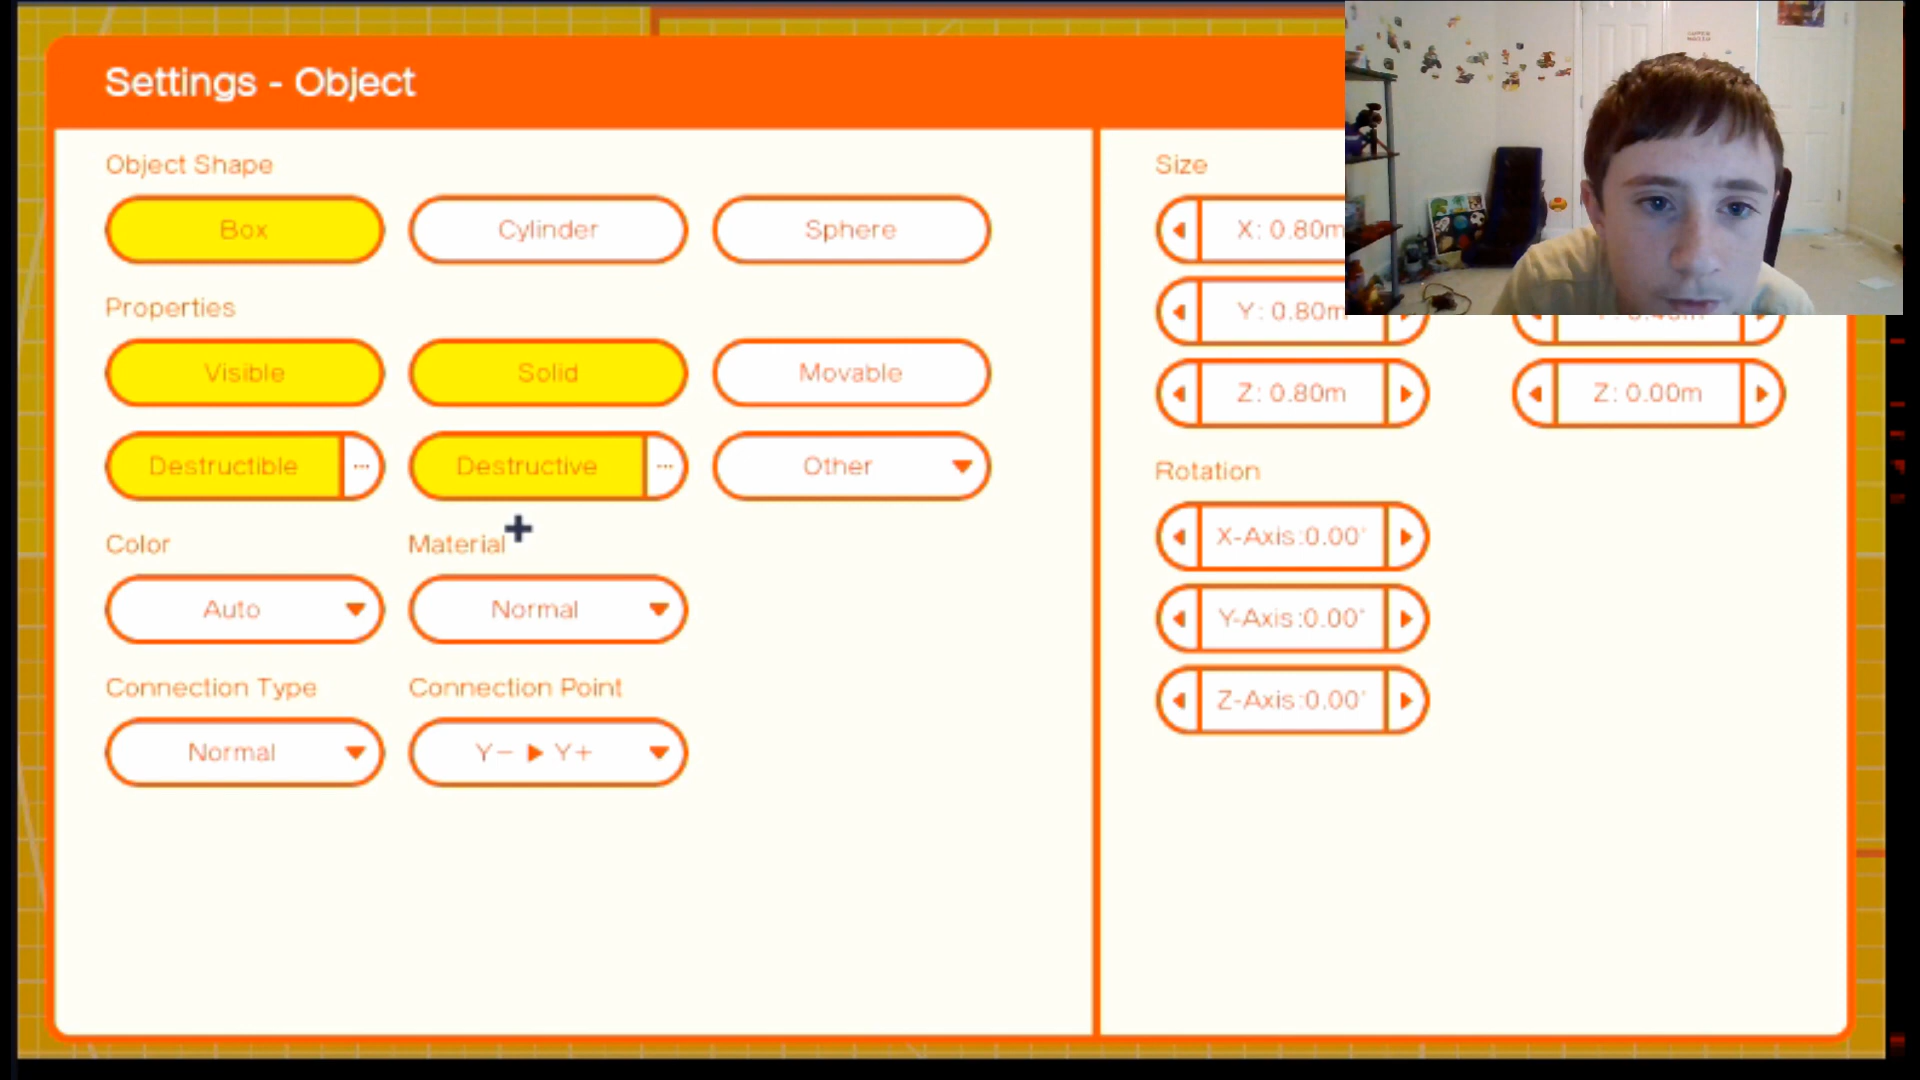 Settings - Object
Object Shape
Box Cylinder Sphere
Properties
Visible Solid Movable
Destructible ... Destructive ... Other
Color Material
Auto Normal
Connection Type Connection Point
Normal Y− ▶ Y+
Size
X: 0.80m
Y: 0.80m
Z: 0.80m Z: 0.00m
Rotation
X-Axis:0.00°
Y-Axis:0.00°
Z-Axis:0.00°